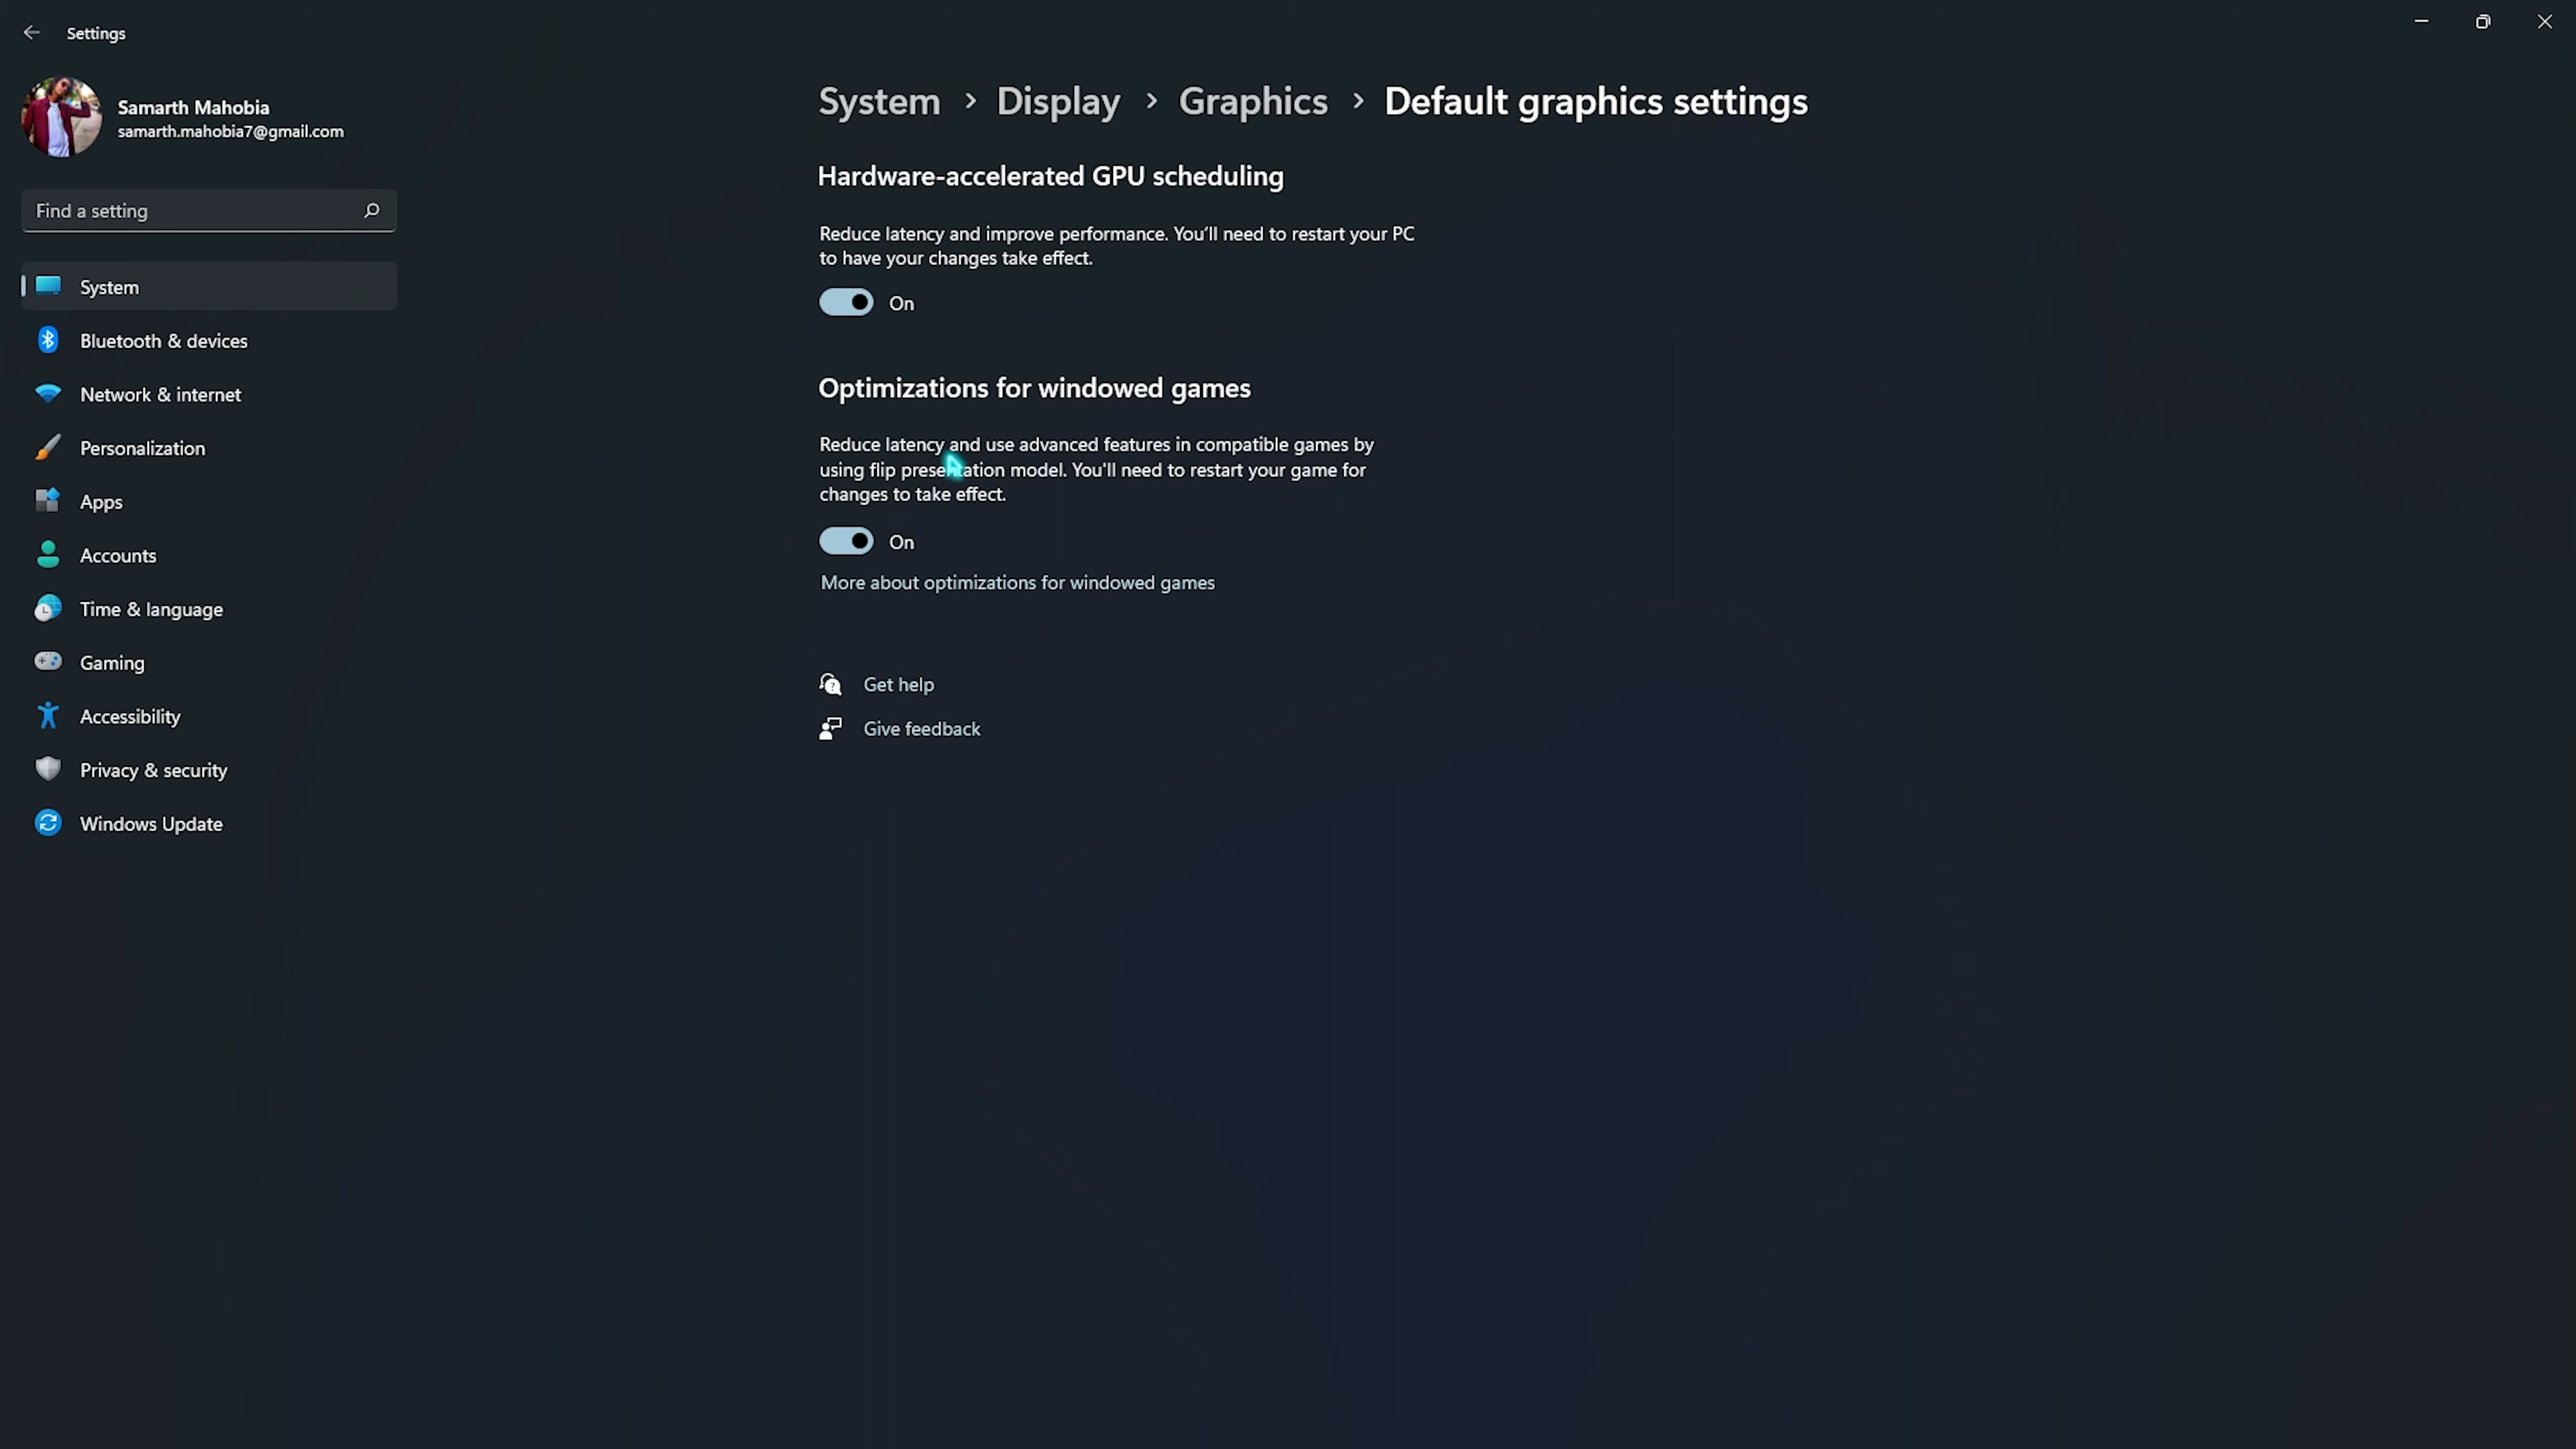 Settings
Samarth Mahobia
samarth.mahobia7@gmail.com
Find a setting
System
Bluetooth & devices
Network & internet
Personalization
Apps
Accounts
Time & language
Gaming
Accessibility
Privacy & security
Windows Update
System > Display > Graphics > Default graphics settings
Hardware-accelerated GPU scheduling
Reduce latency and improve performance. You'll need to restart your PC
to have your changes take effect.
On
Optimizations for windowed games
Reduce latency and use advanced features in compatible games by
using flip presentation model. You'll need to restart your game for
changes to take effect.
On
More about optimizations for windowed games
Get help
Give feedback